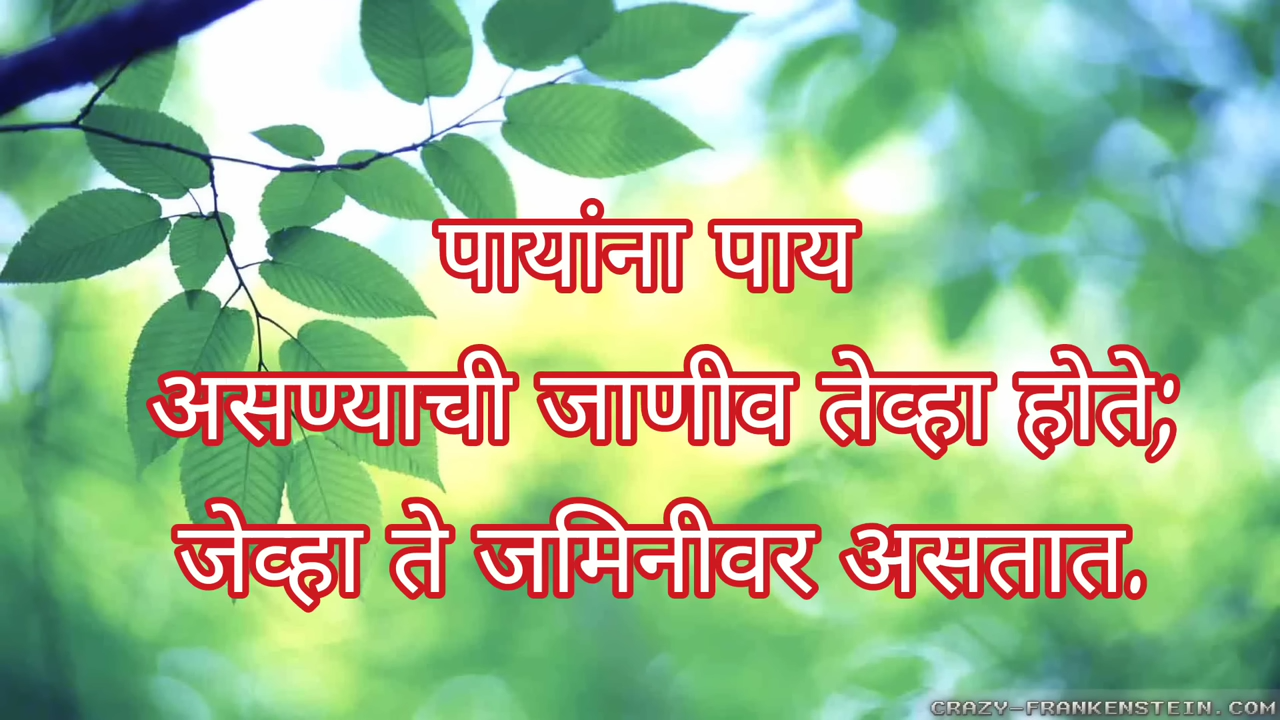 पायांना पाय
असण्याची जाणीव तेव्हा होते;
जेव्हा ते जमिनीवर असतात.
CRAZY-FRANKENSTEIN.COM